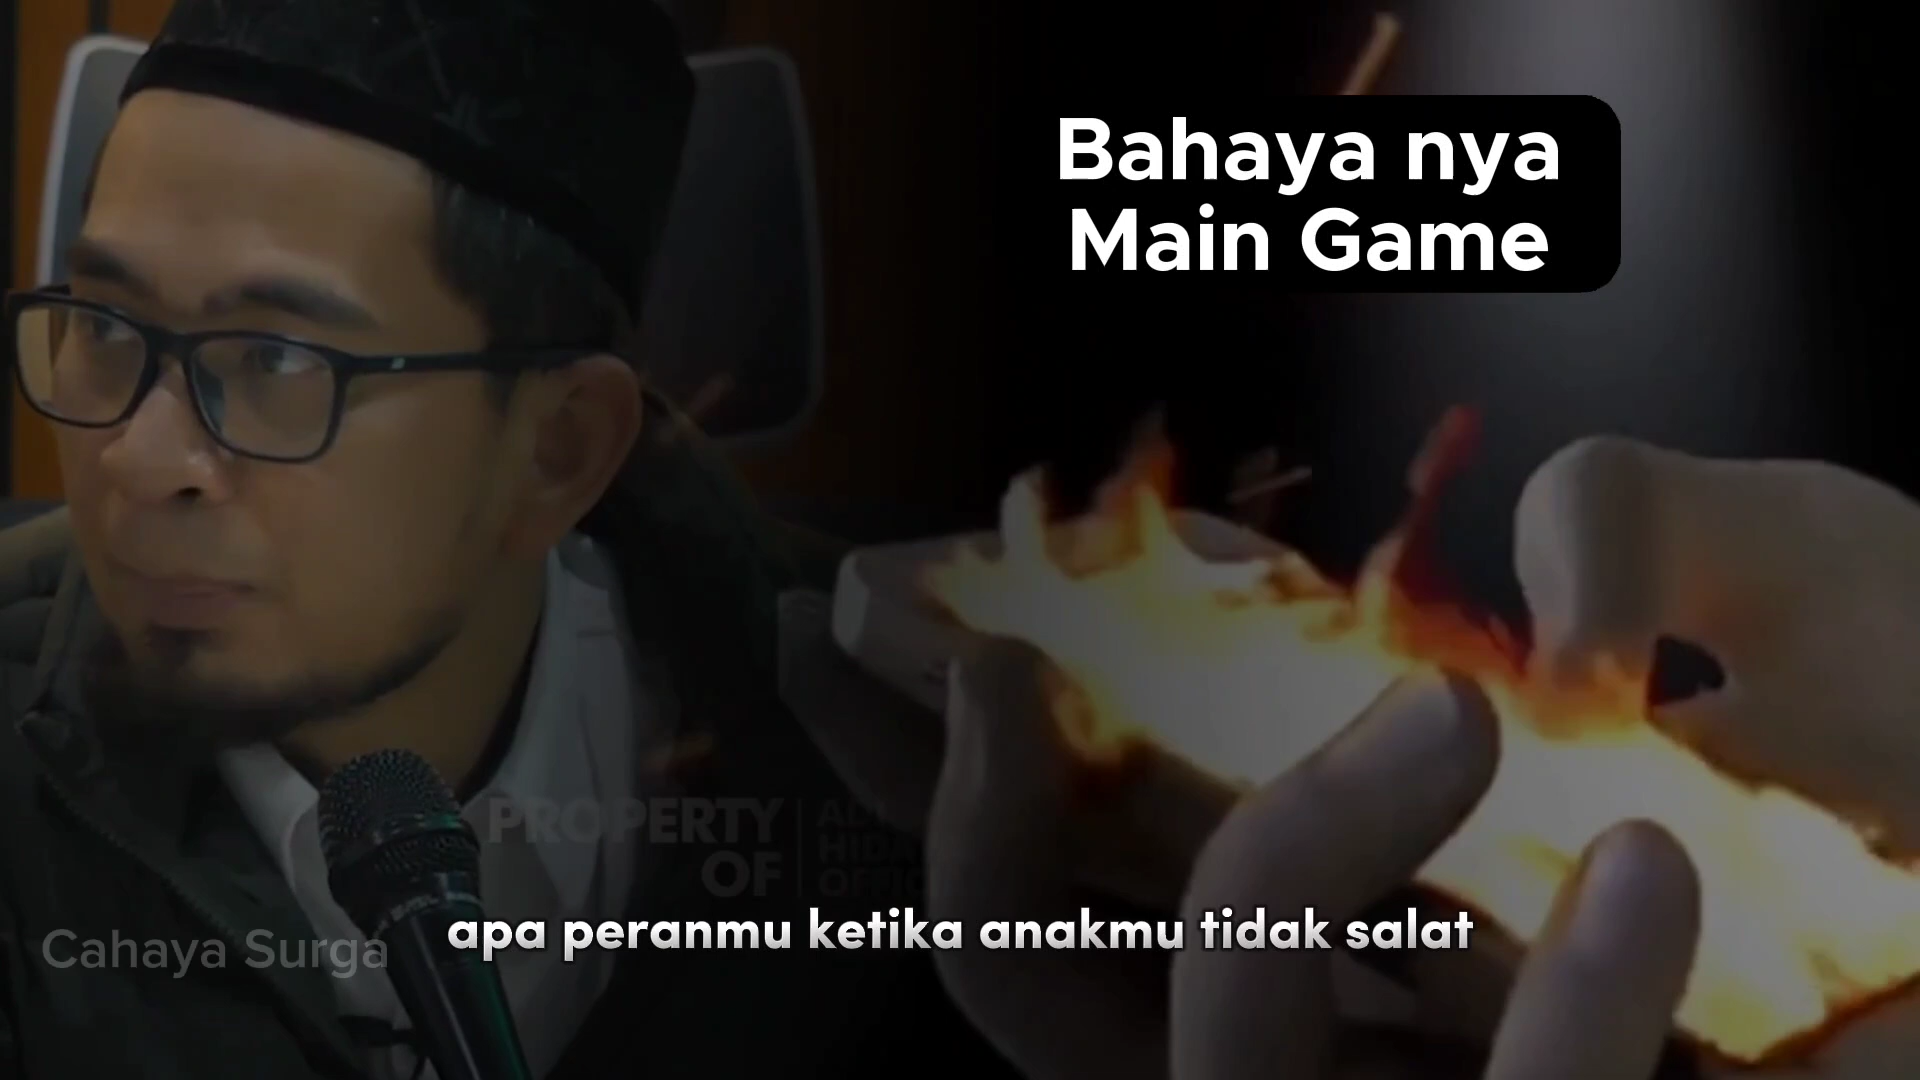 Bahaya nya
Main Game
PROPERTY
OF
apa peranmu ketika anakmu tidak salat
Cahaya Surga